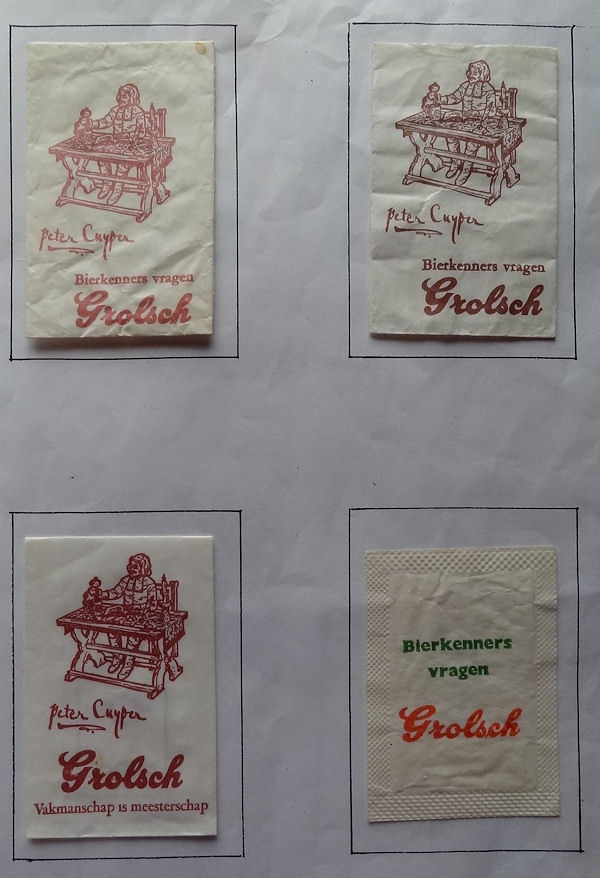 Peter Cuyper
Bierkenners vragen
Grolsch
Peter Cuyper
Bierkenners vragen
Grolsch
Peter Cuyper
Grolsch
Vakmanschap is meesterschap
Bierkenners
vragen
Grolsch